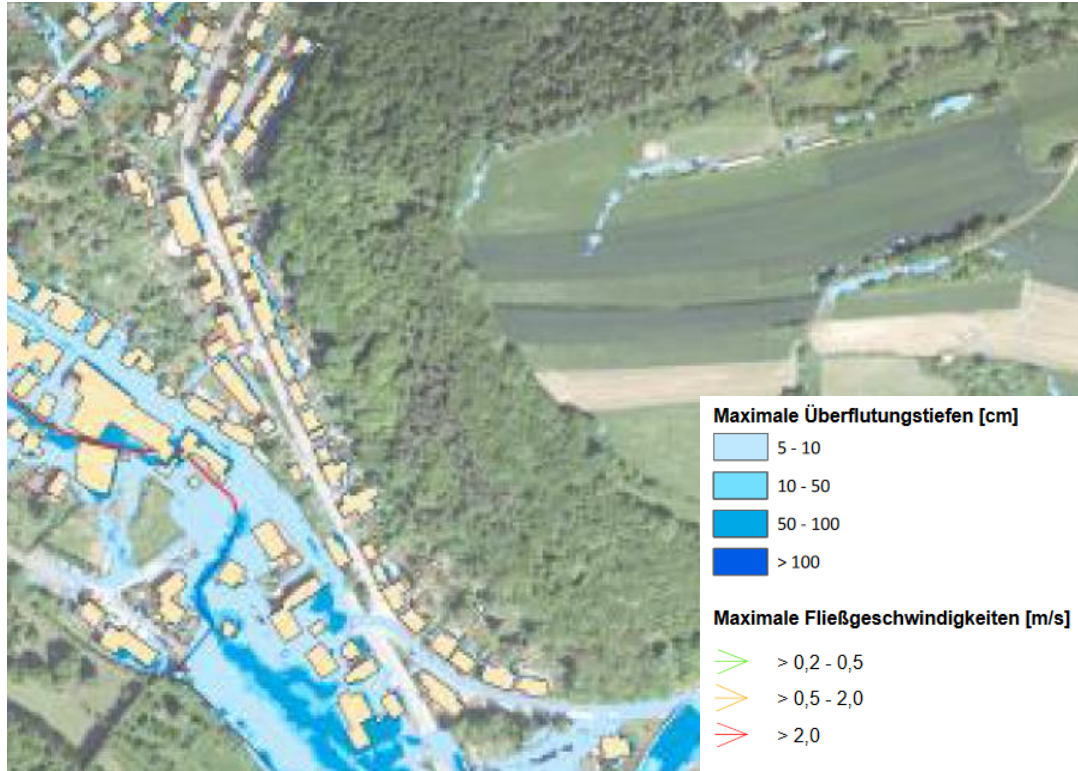 Maximale Überflutungstiefen [cm]
5 - 10
10 - 50
50 - 100
> 100
Maximale Fließgeschwindigkeiten [m/s]
> 0,2 - 0,5
> 0,5 - 2,0
> 2,0